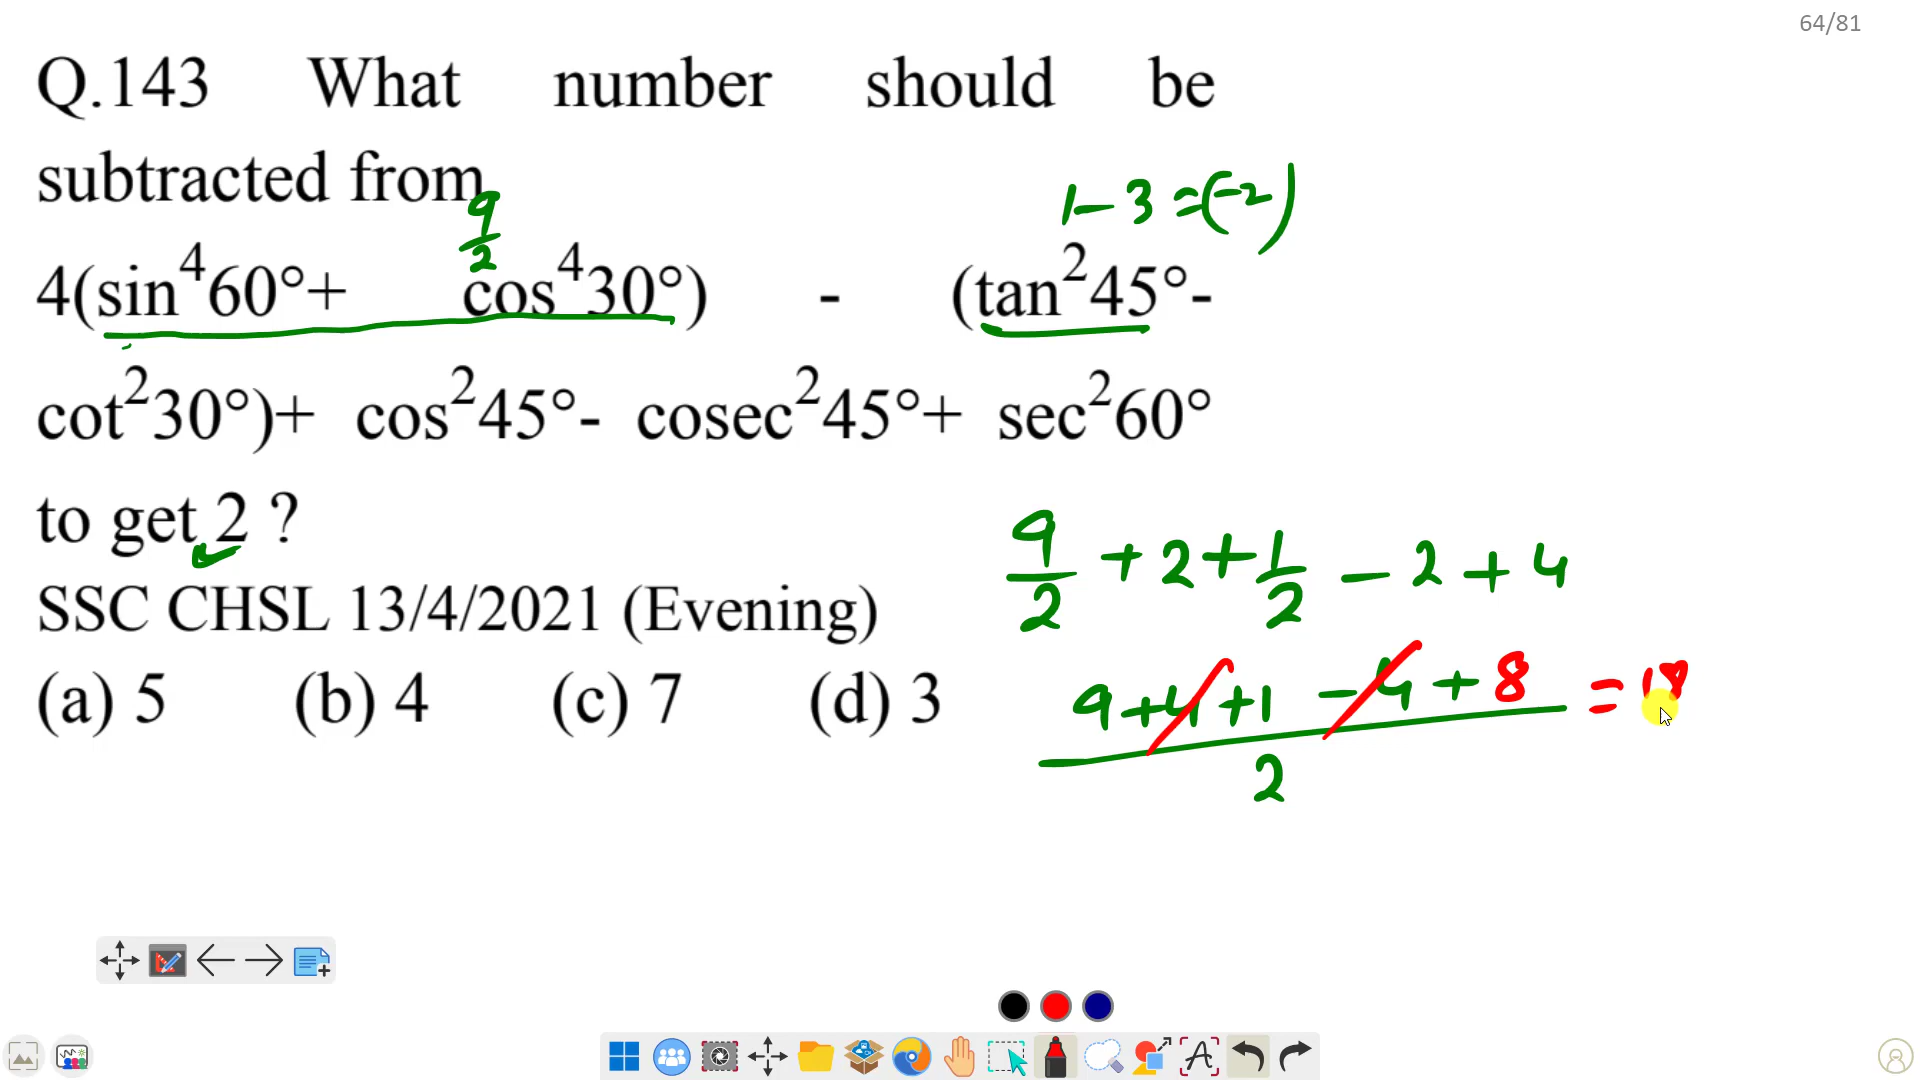 64/81
Q.143 What number should be
subtracted from
9/2
1-3=(-2)
4(sin⁴60°+ cos⁴30°) - (tan²45°-
cot²30°)+ cos²45°- cosec²45°+ sec²60°
to get 2 ?
9/2 + 2 + 1/2 - 2 + 4
SSC CHSL 13/4/2021 (Evening)
(a) 5 (b) 4 (c) 7 (d) 3
9+4+1-4+8 = 18
2